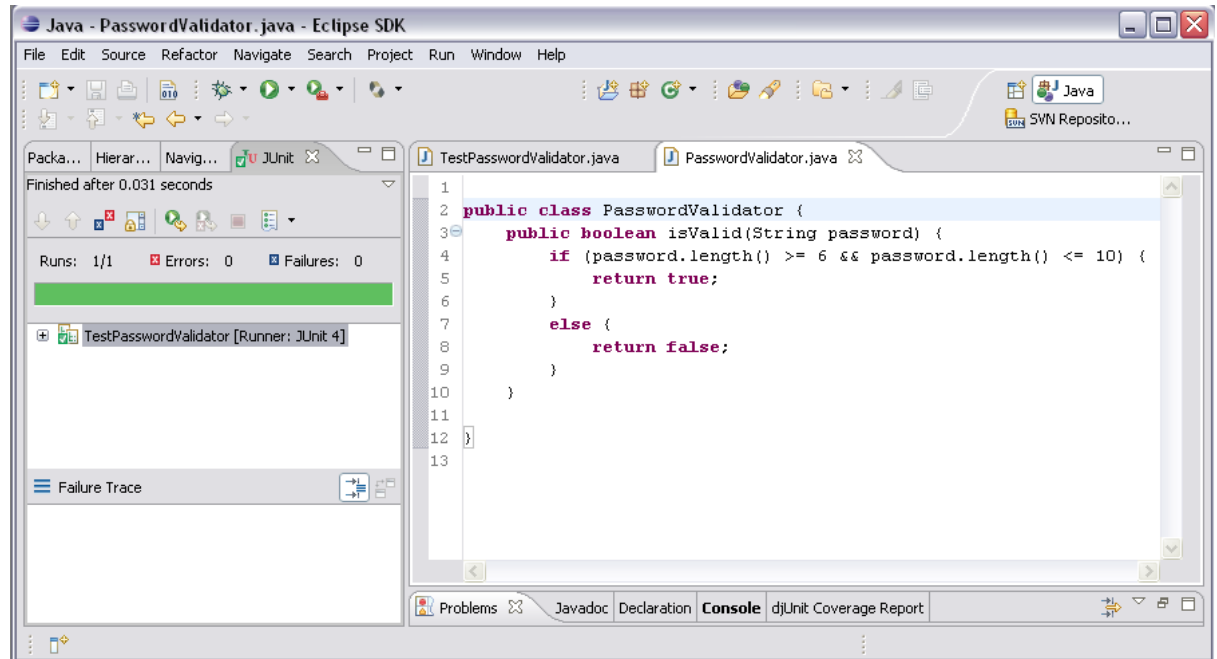 Java - PasswordValidator.java - Eclipse SDK
File Edit Source Refactor Navigate Search Project Run Window Help
Java
SVN Reposito...
Packa... Hierar... Navig... JUnit
Finished after 0.031 seconds
Runs: 1/1 Errors: 0 Failures: 0
TestPasswordValidator [Runner: JUnit 4]
Failure Trace
TestPasswordValidator.java PasswordValidator.java
1
2 public class PasswordValidator {
3 public boolean isValid(String password) {
4 if (password.length() >= 6 && password.length() <= 10) {
5 return true;
6 }
7 else {
8 return false;
9 }
10 }
11
12 }
13
Problems Javadoc Declaration Console djUnit Coverage Report